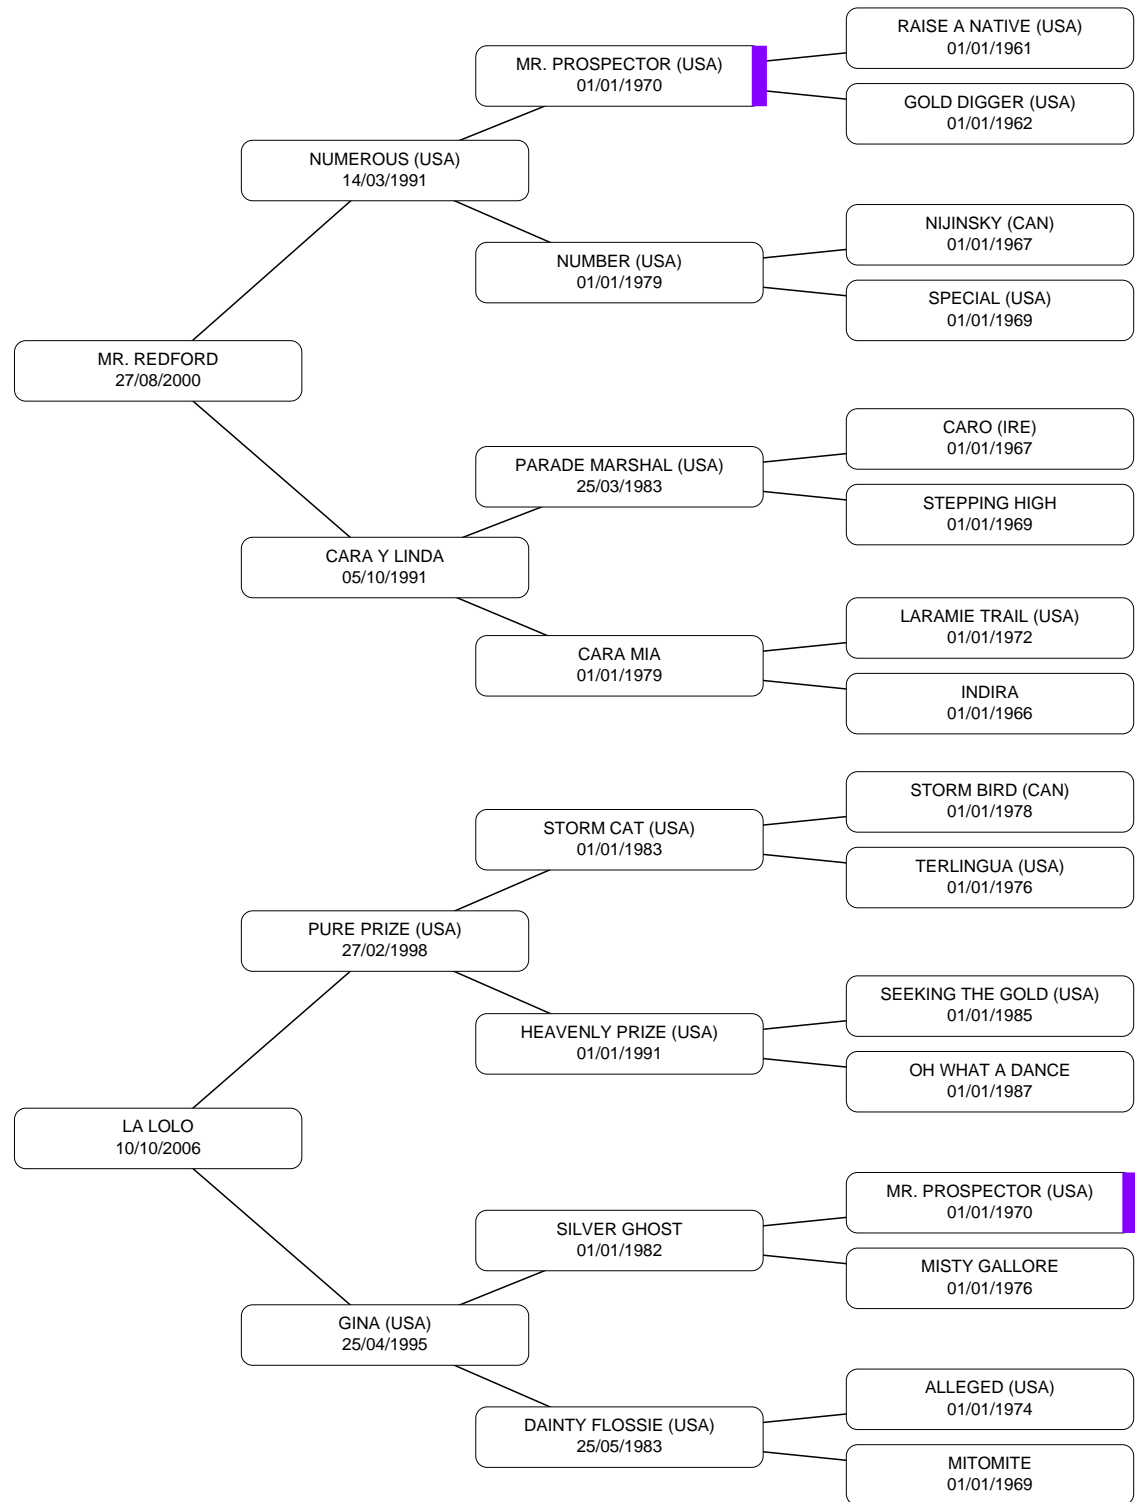 RAISE A NATIVE (USA)
01/01/1961
MR. PROSPECTOR (USA)
01/01/1970
GOLD DIGGER (USA)
01/01/1962
NUMEROUS (USA)
14/03/1991
NIJINSKY (CAN)
01/01/1967
NUMBER (USA)
01/01/1979
SPECIAL (USA)
01/01/1969
MR. REDFORD
27/08/2000
CARO (IRE)
01/01/1967
PARADE MARSHAL (USA)
25/03/1983
STEPPING HIGH
01/01/1969
CARA Y LINDA
05/10/1991
LARAMIE TRAIL (USA)
01/01/1972
CARA MIA
01/01/1979
INDIRA
01/01/1966
STORM BIRD (CAN)
01/01/1978
STORM CAT (USA)
01/01/1983
TERLINGUA (USA)
01/01/1976
PURE PRIZE (USA)
27/02/1998
SEEKING THE GOLD (USA)
01/01/1985
HEAVENLY PRIZE (USA)
01/01/1991
OH WHAT A DANCE
01/01/1987
LA LOLO
10/10/2006
MR. PROSPECTOR (USA)
01/01/1970
SILVER GHOST
01/01/1982
MISTY GALLORE
01/01/1976
GINA (USA)
25/04/1995
ALLEGED (USA)
01/01/1974
DAINTY FLOSSIE (USA)
25/05/1983
MITOMITE
01/01/1969